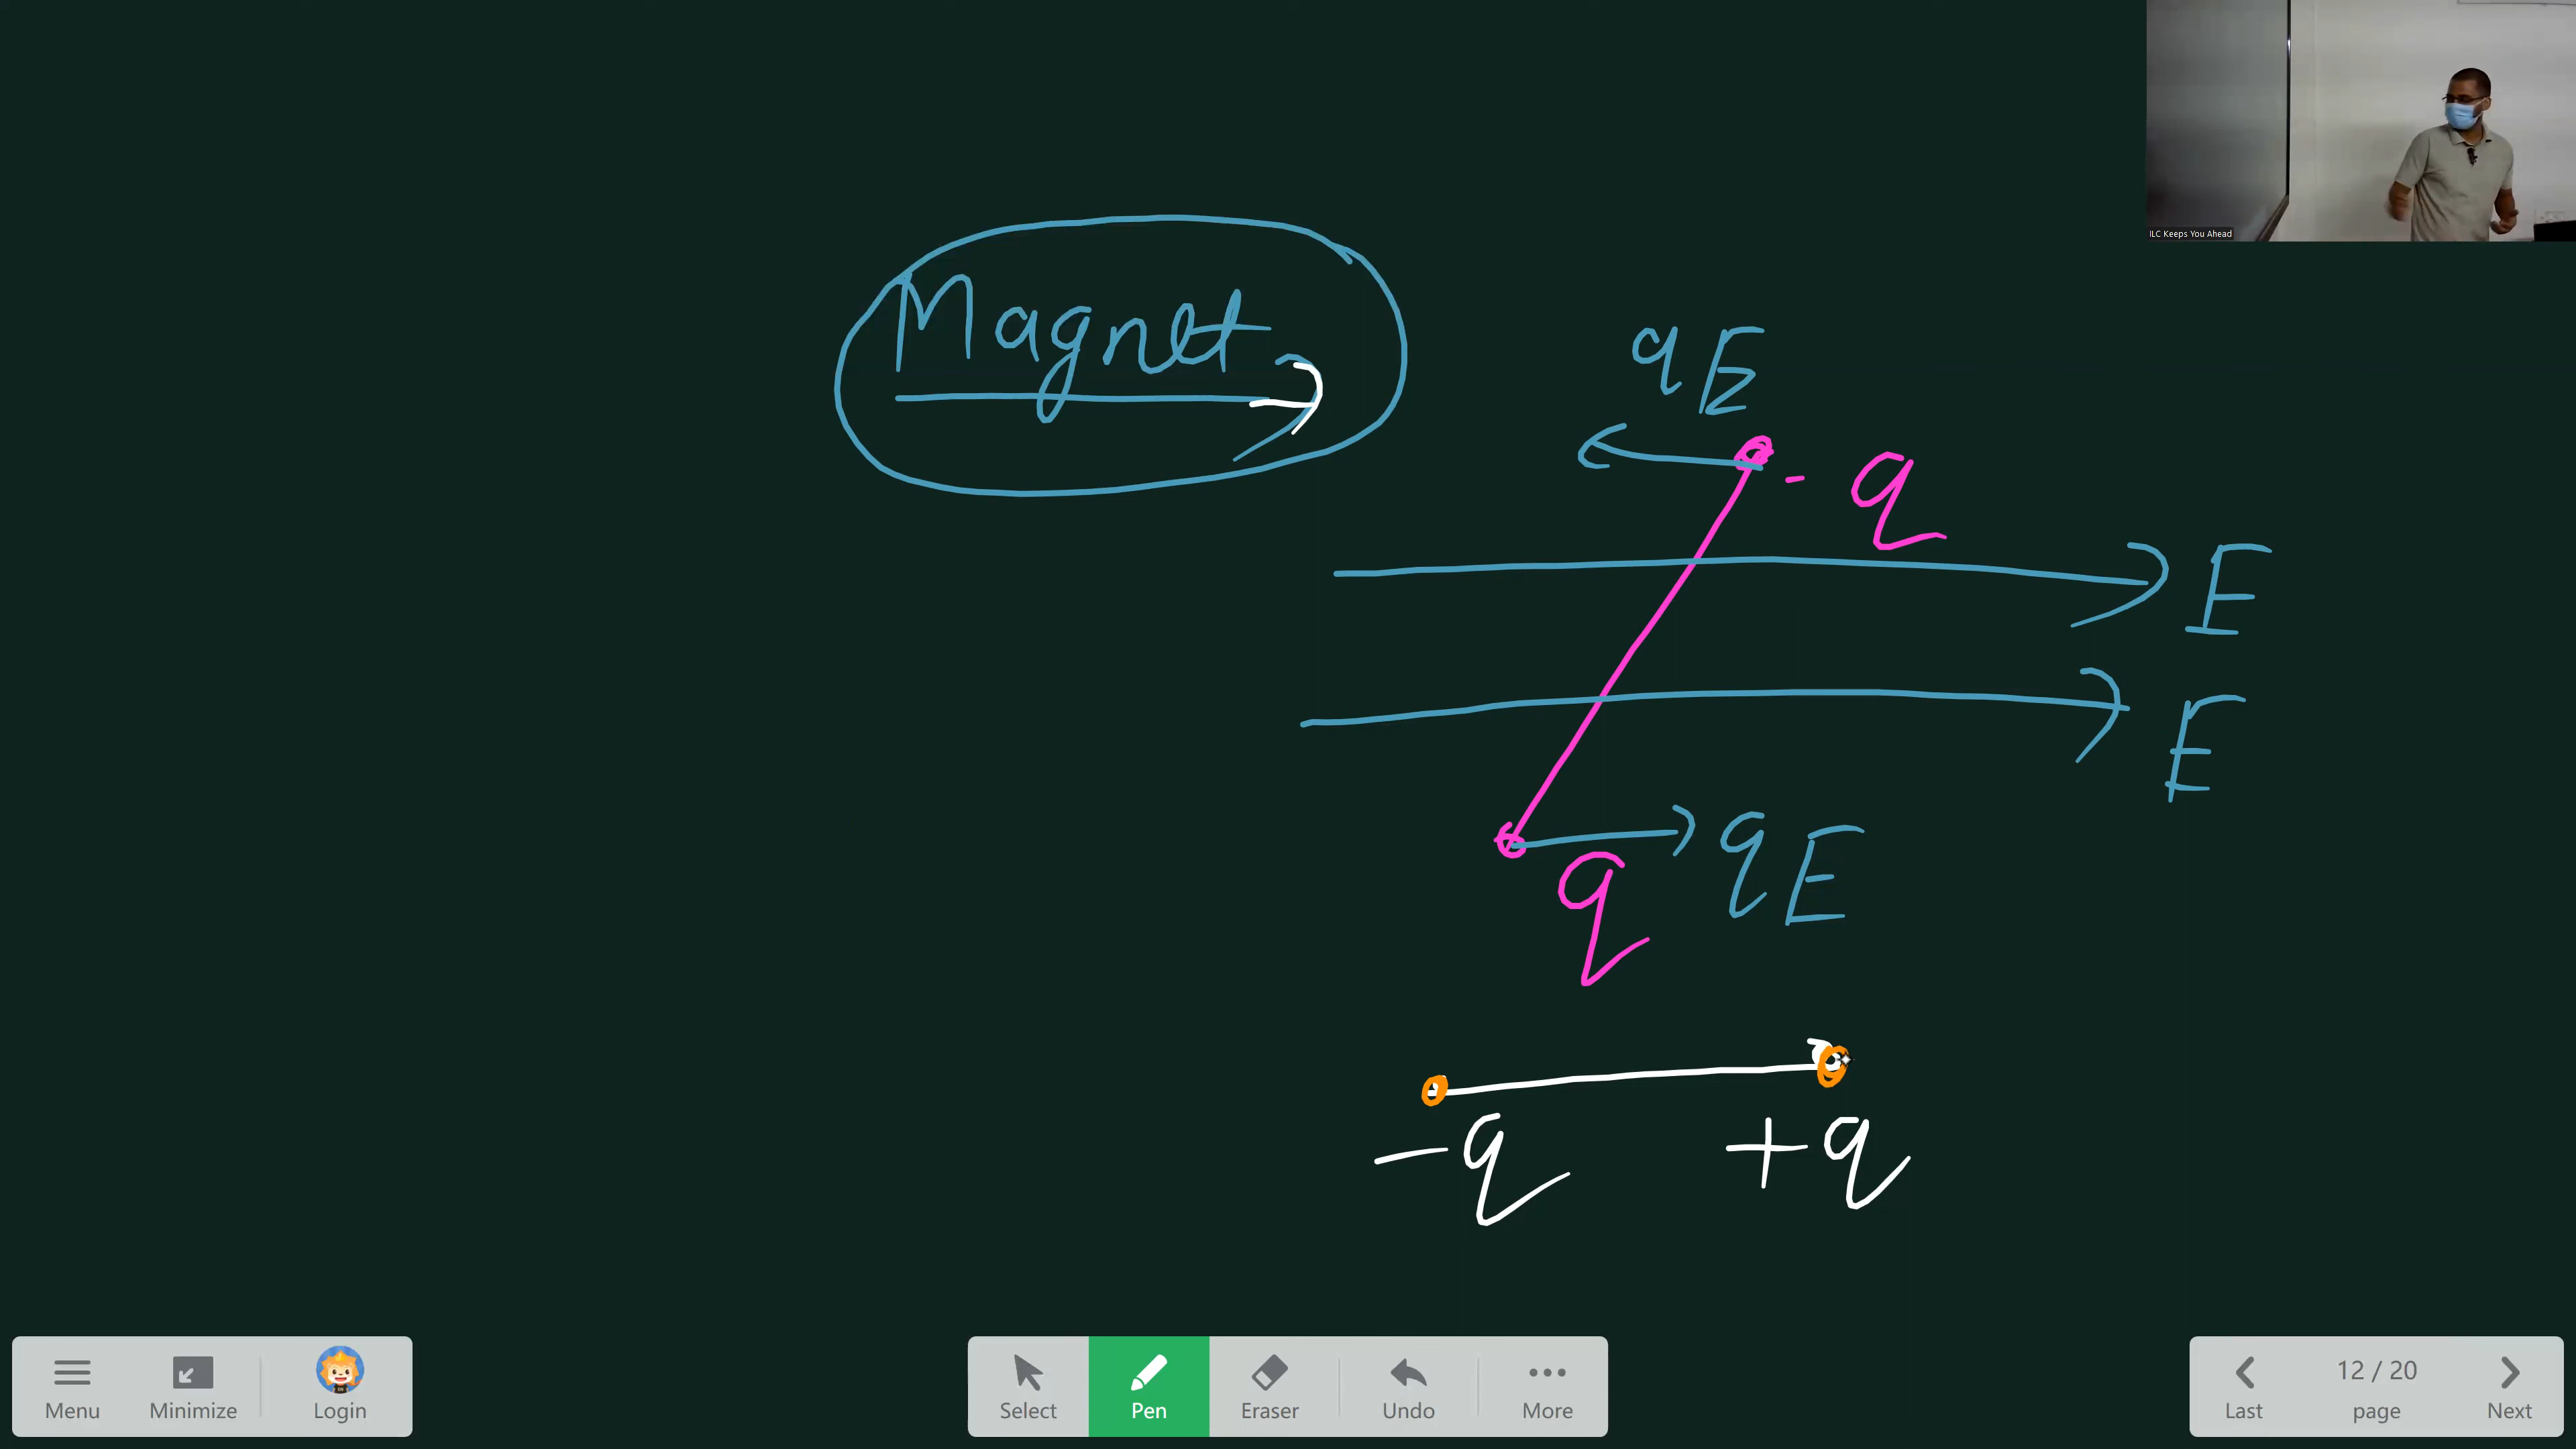 ILC Keeps You Ahead
Magnet
qE
- q
E
E
q
qE
-q +q
Menu Minimize Login
Select Pen Eraser Undo More
Last 12 / 20 page Next